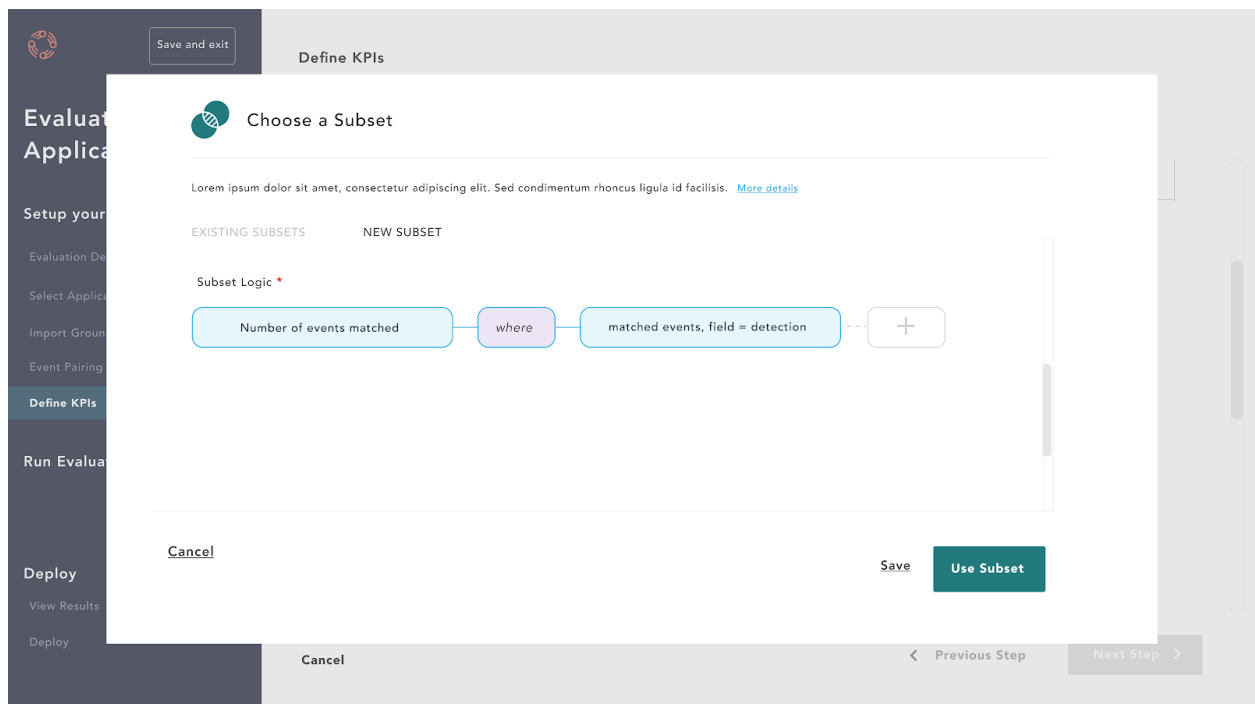 Save and exit
Define KPIs
Evaluat
Applica
Setup your
Evaluation De
Select Applica
Import Groun
Event Pairing
Define KPIs
Run Evalua
Deploy
View Results
Deploy
Choose a Subset
Lorem ipsum dolor sit amet, consectetur adipiscing elit. Sed condimentum rhoncus ligula id facilisis. More details
EXISTING SUBSETS NEW SUBSET
Subset Logic *
Number of events matched where matched events, field = detection +
Cancel
Save Use Subset
Cancel
Previous Step Next Step